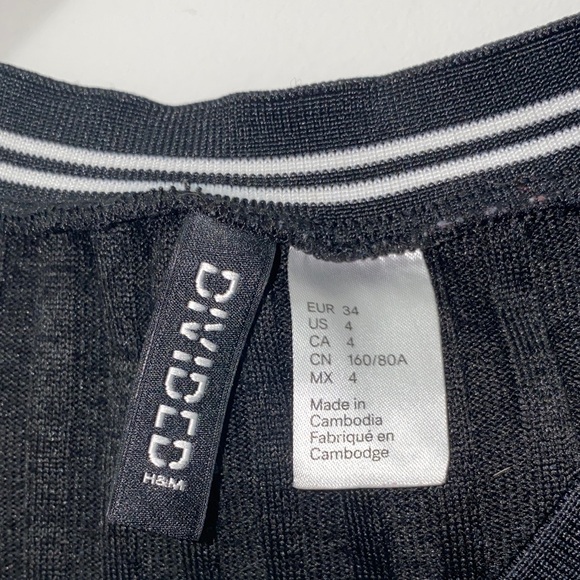 DIVIDED
H&M
EUR 34
US 4
CA 4
CN 160/80A
MX 4
Made in
Cambodia
Fabriqué en
Cambodge